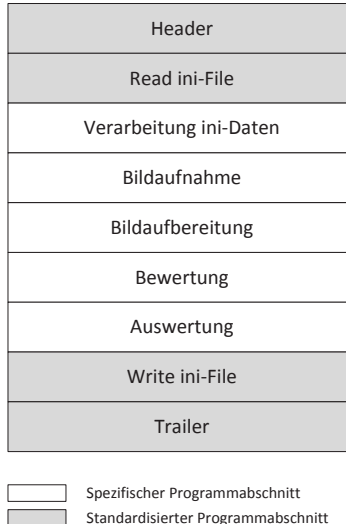 Header
Read ini-File
Verarbeitung ini-Daten
Bildaufnahme
Bildaufbereitung
Bewertung
Auswertung
Write ini-File
Trailer
Spezifischer Programmabschnitt
Standardisierter Programmabschnitt